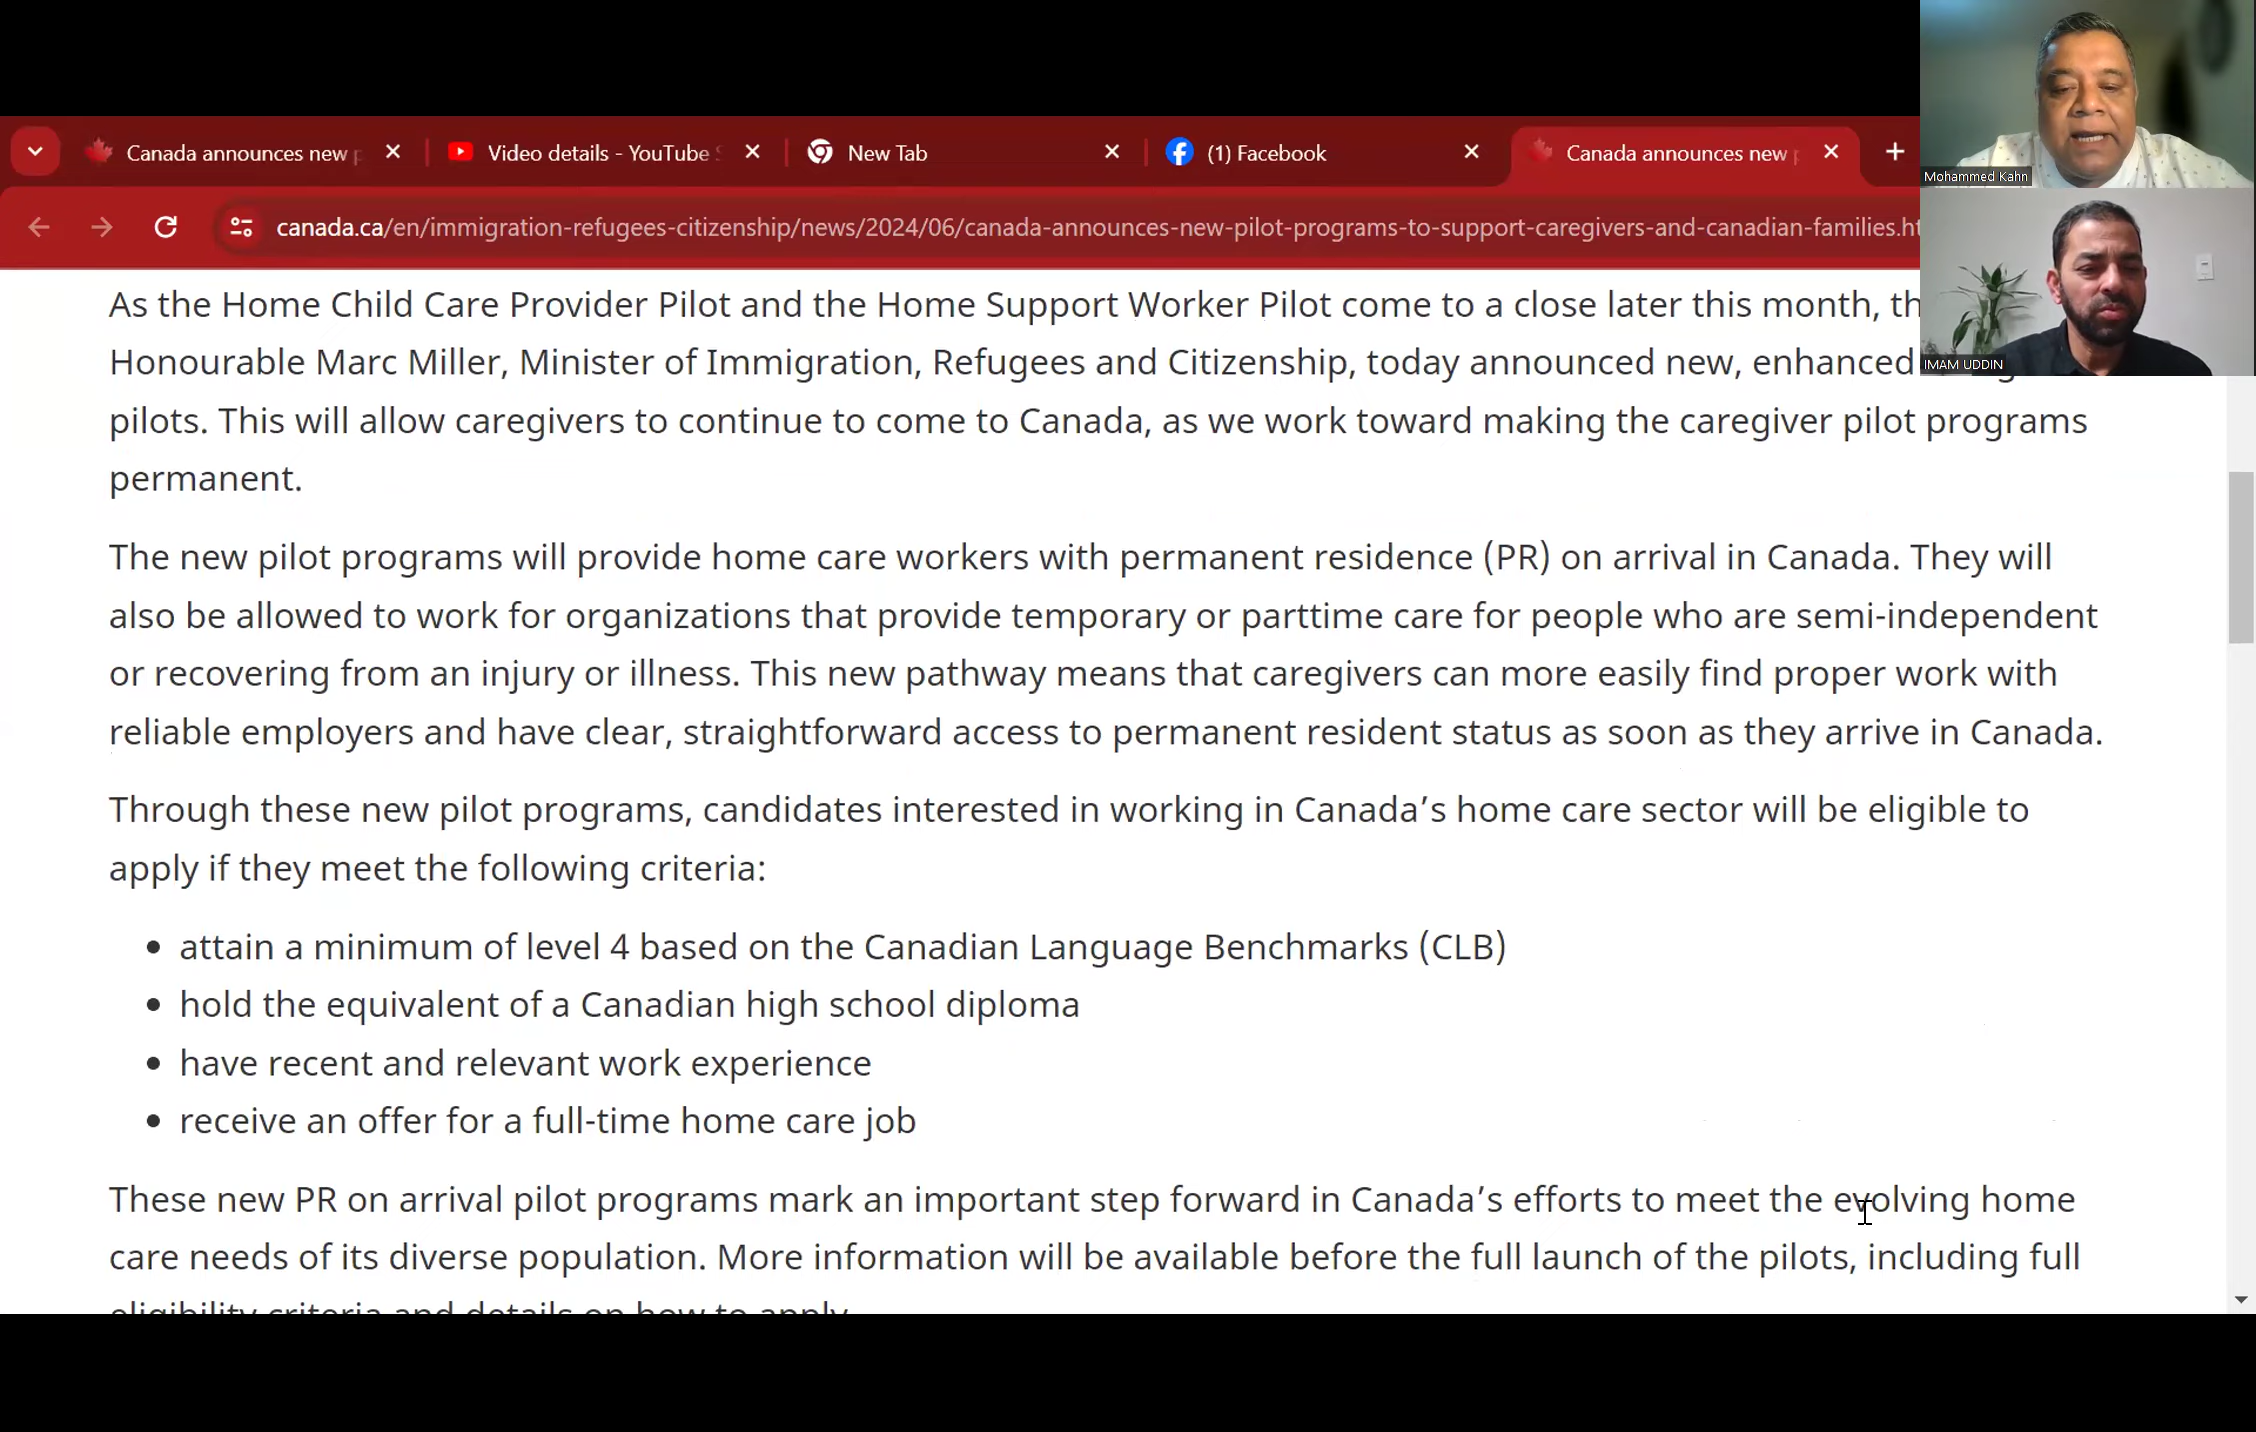 Canada announces new p
Video details - YouTube S
New Tab
(1) Facebook
Canada announces new p
canada.ca/en/immigration-refugees-citizenship/news/2024/06/canada-announces-new-pilot-programs-to-support-caregivers-and-canadian-families.ht
Mohammed Kahn
IMAM UDDIN
As the Home Child Care Provider Pilot and the Home Support Worker Pilot come to a close later this month, th
Honourable Marc Miller, Minister of Immigration, Refugees and Citizenship, today announced new, enhanced
pilots. This will allow caregivers to continue to come to Canada, as we work toward making the caregiver pilot programs
permanent.
The new pilot programs will provide home care workers with permanent residence (PR) on arrival in Canada. They will
also be allowed to work for organizations that provide temporary or parttime care for people who are semi-independent
or recovering from an injury or illness. This new pathway means that caregivers can more easily find proper work with
reliable employers and have clear, straightforward access to permanent resident status as soon as they arrive in Canada.
Through these new pilot programs, candidates interested in working in Canada’s home care sector will be eligible to
apply if they meet the following criteria:
• attain a minimum of level 4 based on the Canadian Language Benchmarks (CLB)
• hold the equivalent of a Canadian high school diploma
• have recent and relevant work experience
• receive an offer for a full-time home care job
These new PR on arrival pilot programs mark an important step forward in Canada’s efforts to meet the evolving home
care needs of its diverse population. More information will be available before the full launch of the pilots, including full
eligibility criteria and details on how to apply.